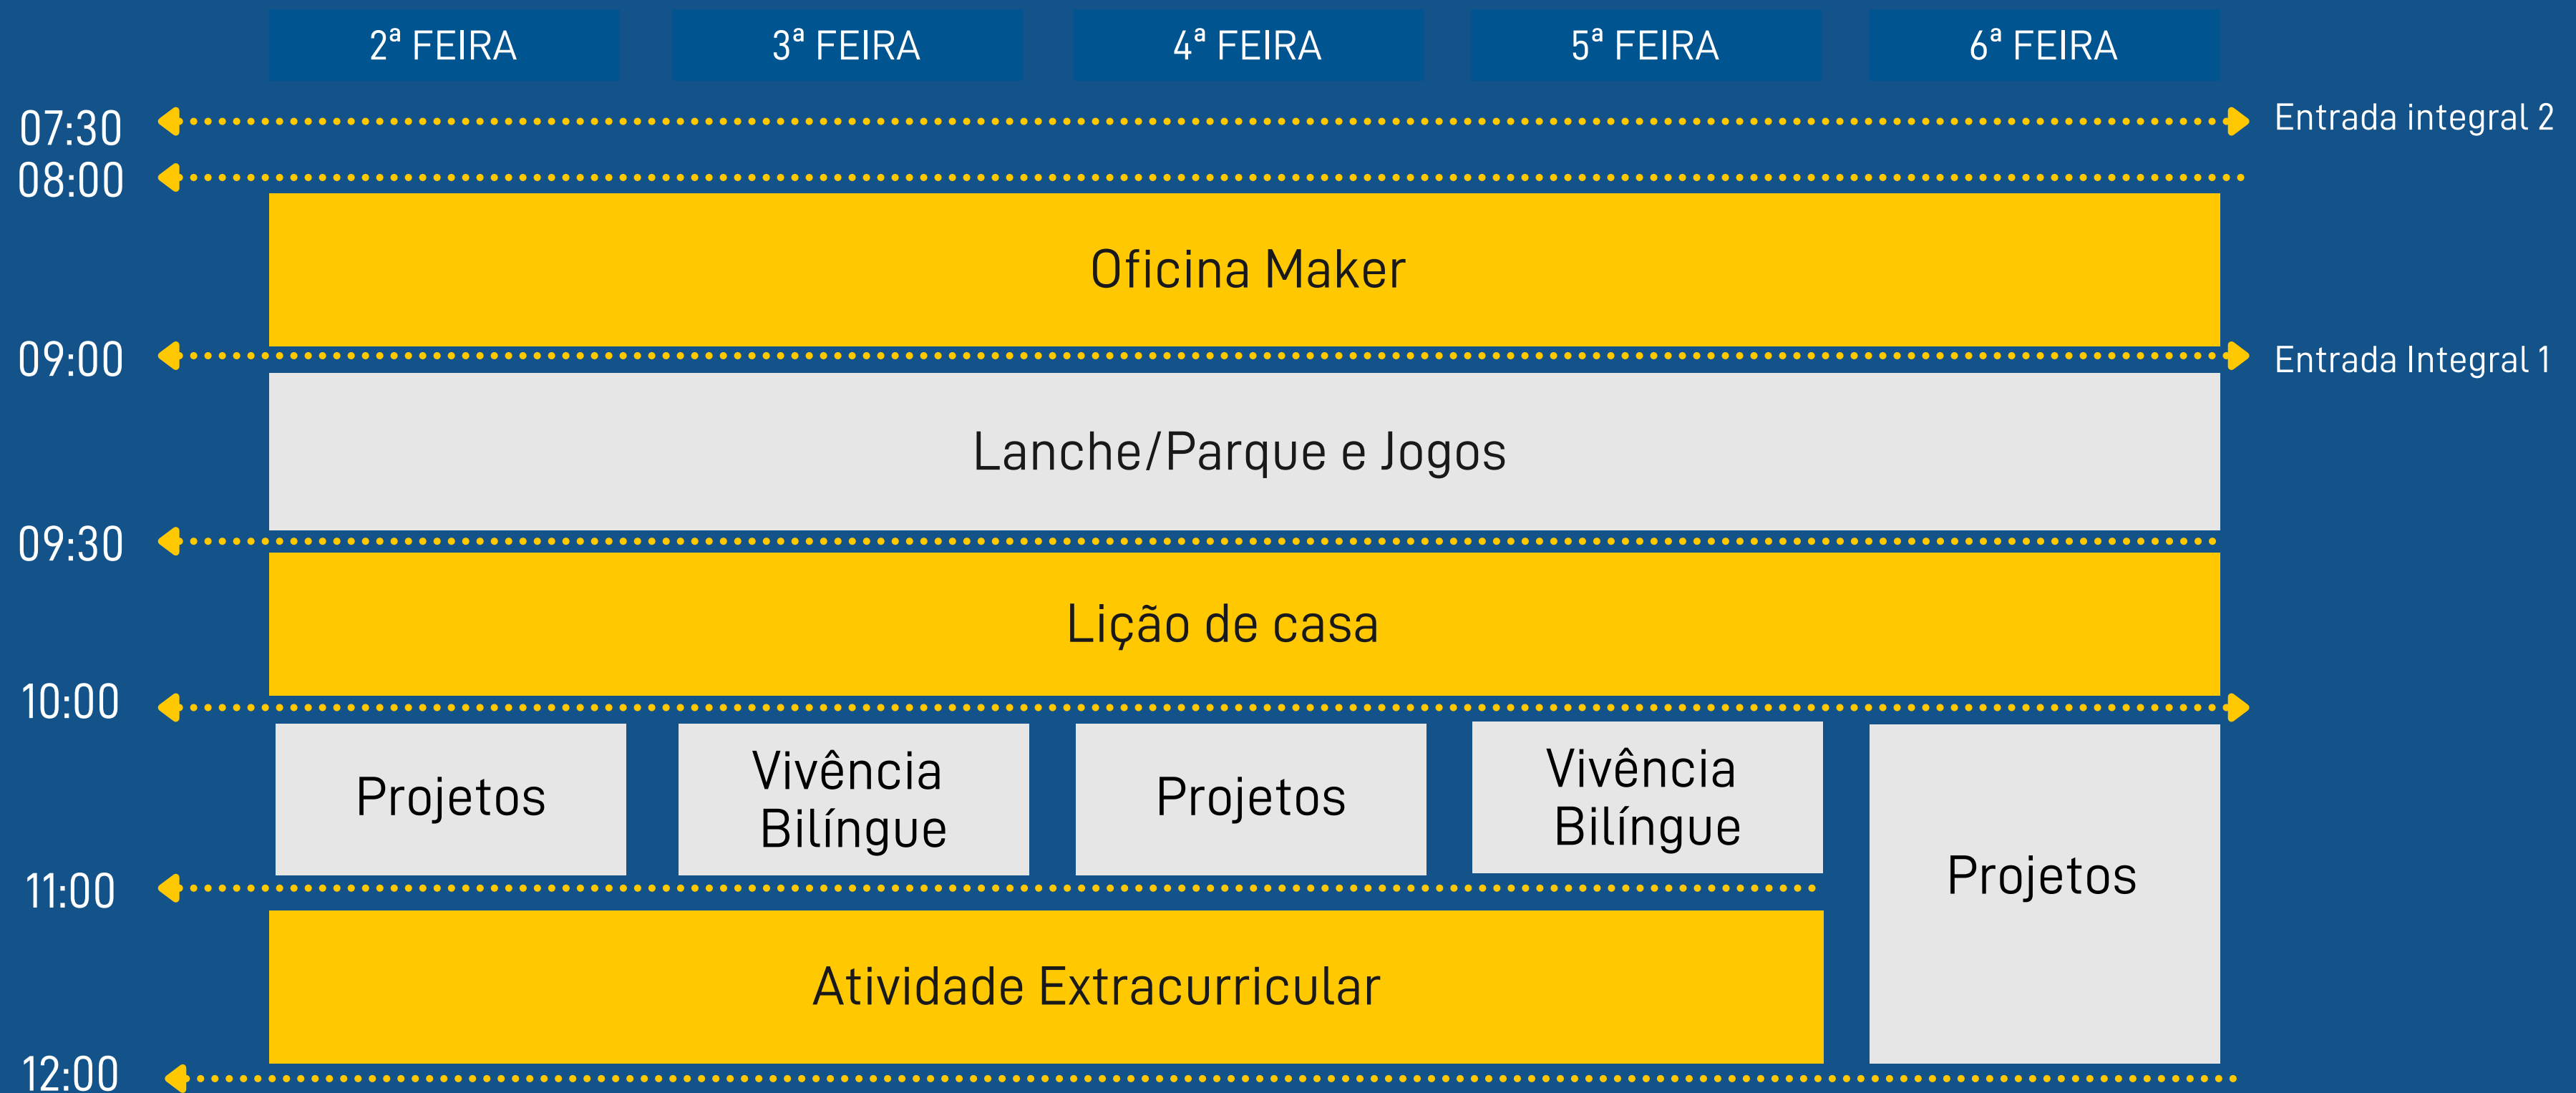 2ª FEIRA
3ª FEIRA
4ª FEIRA
5ª FEIRA
6ª FEIRA
07:30
Entrada integral 2
08:00
Oficina Maker
09:00
Entrada Integral 1
Lanche/Parque e Jogos
09:30
Lição de casa
10:00
Projetos
Vivência
Bilíngue
Projetos
Vivência
Bilíngue
Projetos
11:00
Atividade Extracurricular
12:00